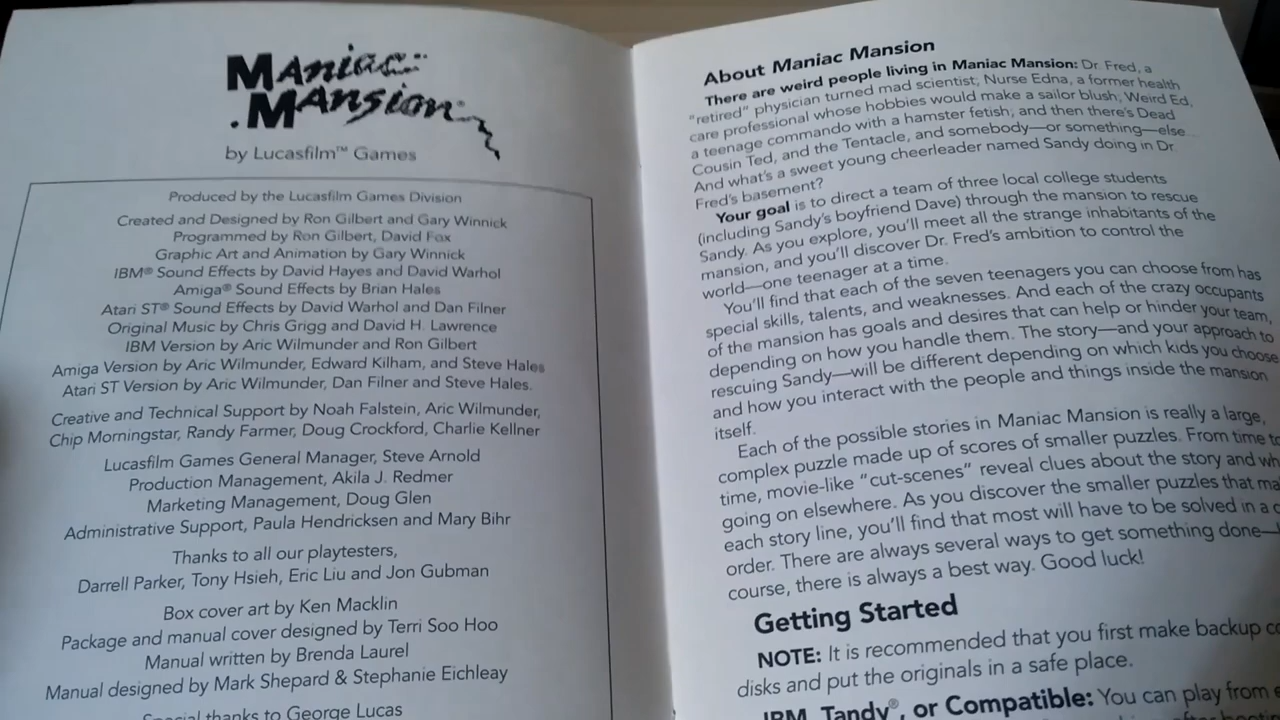 Maniac
Mansion
by Lucasfilm™ Games
Produced by the Lucasfilm Games Division
Created and Designed by Ron Gilbert and Gary Winnick
Programmed by Ron Gilbert, David Fox
Graphic Art and Animation by Gary Winnick
IBM® Sound Effects by David Hayes and David Warhol
Amiga® Sound Effects by Brian Hales
Atari ST® Sound Effects by David Warhol and Dan Filner
Original Music by Chris Grigg and David H. Lawrence
IBM Version by Aric Wilmunder and Ron Gilbert
Amiga Version by Aric Wilmunder, Edward Kilham, and Steve Hales
Atari ST Version by Aric Wilmunder, Dan Filner and Steve Hales.
Creative and Technical Support by Noah Falstein, Aric Wilmunder,
Chip Morningstar, Randy Farmer, Doug Crockford, Charlie Kellner
Lucasfilm Games General Manager, Steve Arnold
Production Management, Akila J. Redmer
Marketing Management, Doug Glen
Administrative Support, Paula Hendricksen and Mary Bihr
Thanks to all our playtesters,
Darrell Parker, Tony Hsieh, Eric Liu and Jon Gubman
Box cover art by Ken Macklin
Package and manual cover designed by Terri Soo Hoo
Manual written by Brenda Laurel
Manual designed by Mark Shepard & Stephanie Eichleay
Special thanks to George Lucas
About Maniac Mansion
There are weird people living in Maniac Mansion: Dr. Fred, a
"retired" physician turned mad scientist; Nurse Edna, a former health
care professional whose hobbies would make a sailor blush; Weird Ed,
a teenage commando with a hamster fetish; and then there's Dead
Cousin Ted, and the Tentacle, and somebody—or something—else...
And what's a sweet young cheerleader named Sandy doing in Dr.
Fred's basement?
Your goal is to direct a team of three local college students
(including Sandy's boyfriend Dave) through the mansion to rescue
Sandy. As you explore, you'll meet all the strange inhabitants of the
mansion, and you'll discover Dr. Fred's ambition to control the
world—one teenager at a time.
You'll find that each of the seven teenagers you can choose from has
special skills, talents, and weaknesses. And each of the crazy occupants
of the mansion has goals and desires that can help or hinder your team,
depending on how you handle them. The story—and your approach to
rescuing Sandy—will be different depending on which kids you choose
and how you interact with the people and things inside the mansion
itself.
Each of the possible stories in Maniac Mansion is really a large,
complex puzzle made up of scores of smaller puzzles. From time to
time, movie-like "cut-scenes" reveal clues about the story and wh
going on elsewhere. As you discover the smaller puzzles that ma
each story line, you'll find that most will have to be solved in a c
order. There are always several ways to get something done—
course, there is always a best way. Good luck!
Getting Started
NOTE: It is recommended that you first make backup co
disks and put the originals in a safe place.
IBM, Tandy®, or Compatible: You can play from e